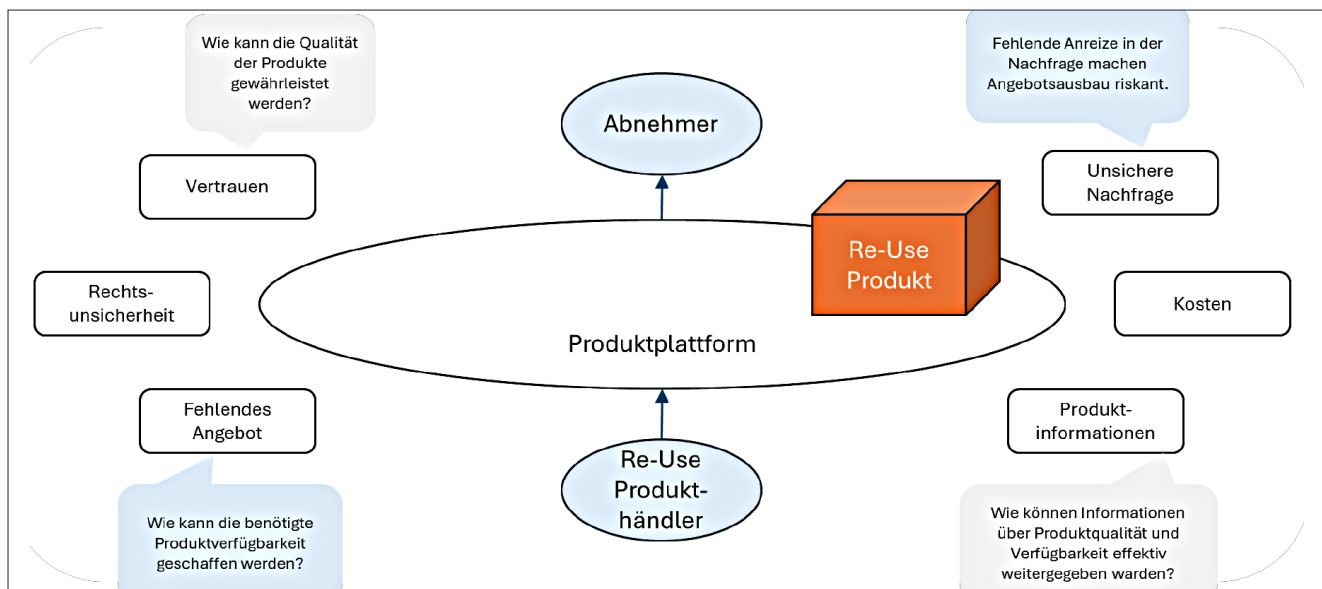 Wie kann die Qualität
der Produkte
gewährleistet
werden?
Vertrauen
Rechts-
unsicherheit
Fehlendes
Angebot
Wie kann die benötigte
Produktverfügbarkeit
geschaffen werden?
Abnehmer
Re-Use
Produkt
Produktplattform
Re-Use
Produkt-
händler
Fehlende Anreize in der
Nachfrage machen
Angebotsausbau riskant.
Unsichere
Nachfrage
Kosten
Produkt-
informationen
Wie können Informationen
über Produktqualität und
Verfügbarkeit effektiv
weitergegeben warden?